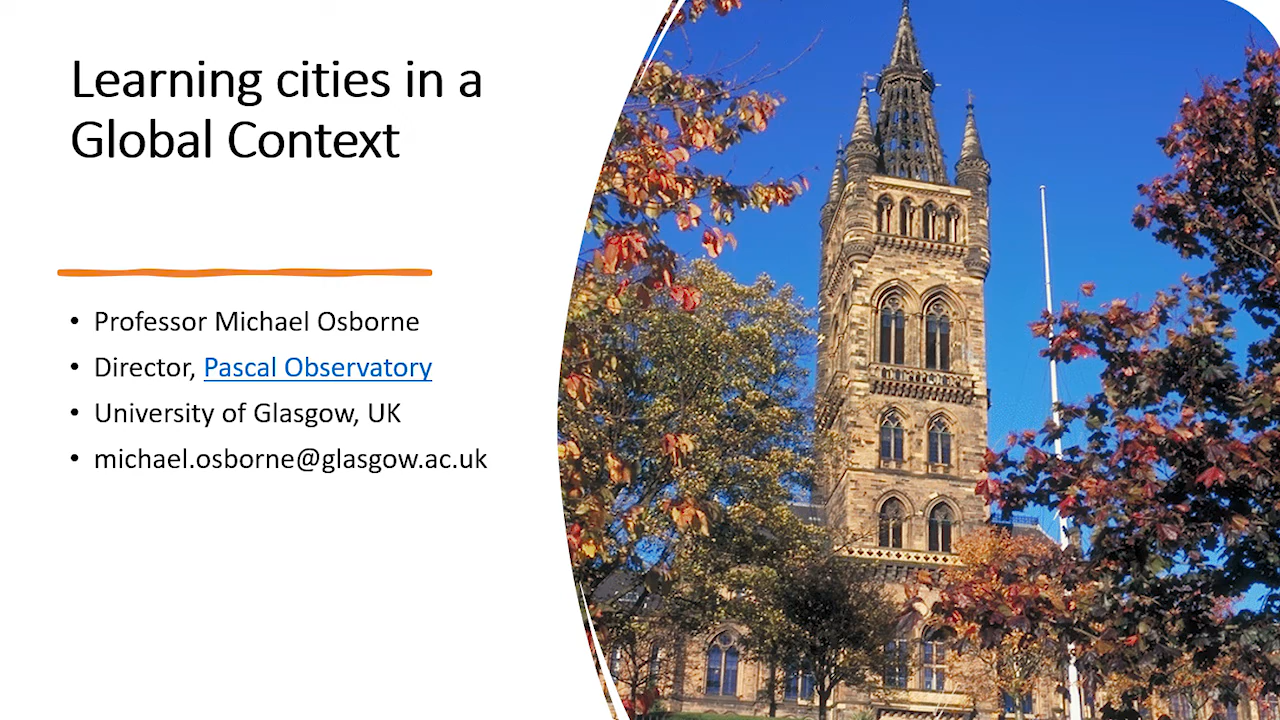 Learning cities in a
Global Context
• Professor Michael Osborne
• Director, Pascal Observatory
• University of Glasgow, UK
• michael.osborne@glasgow.ac.uk